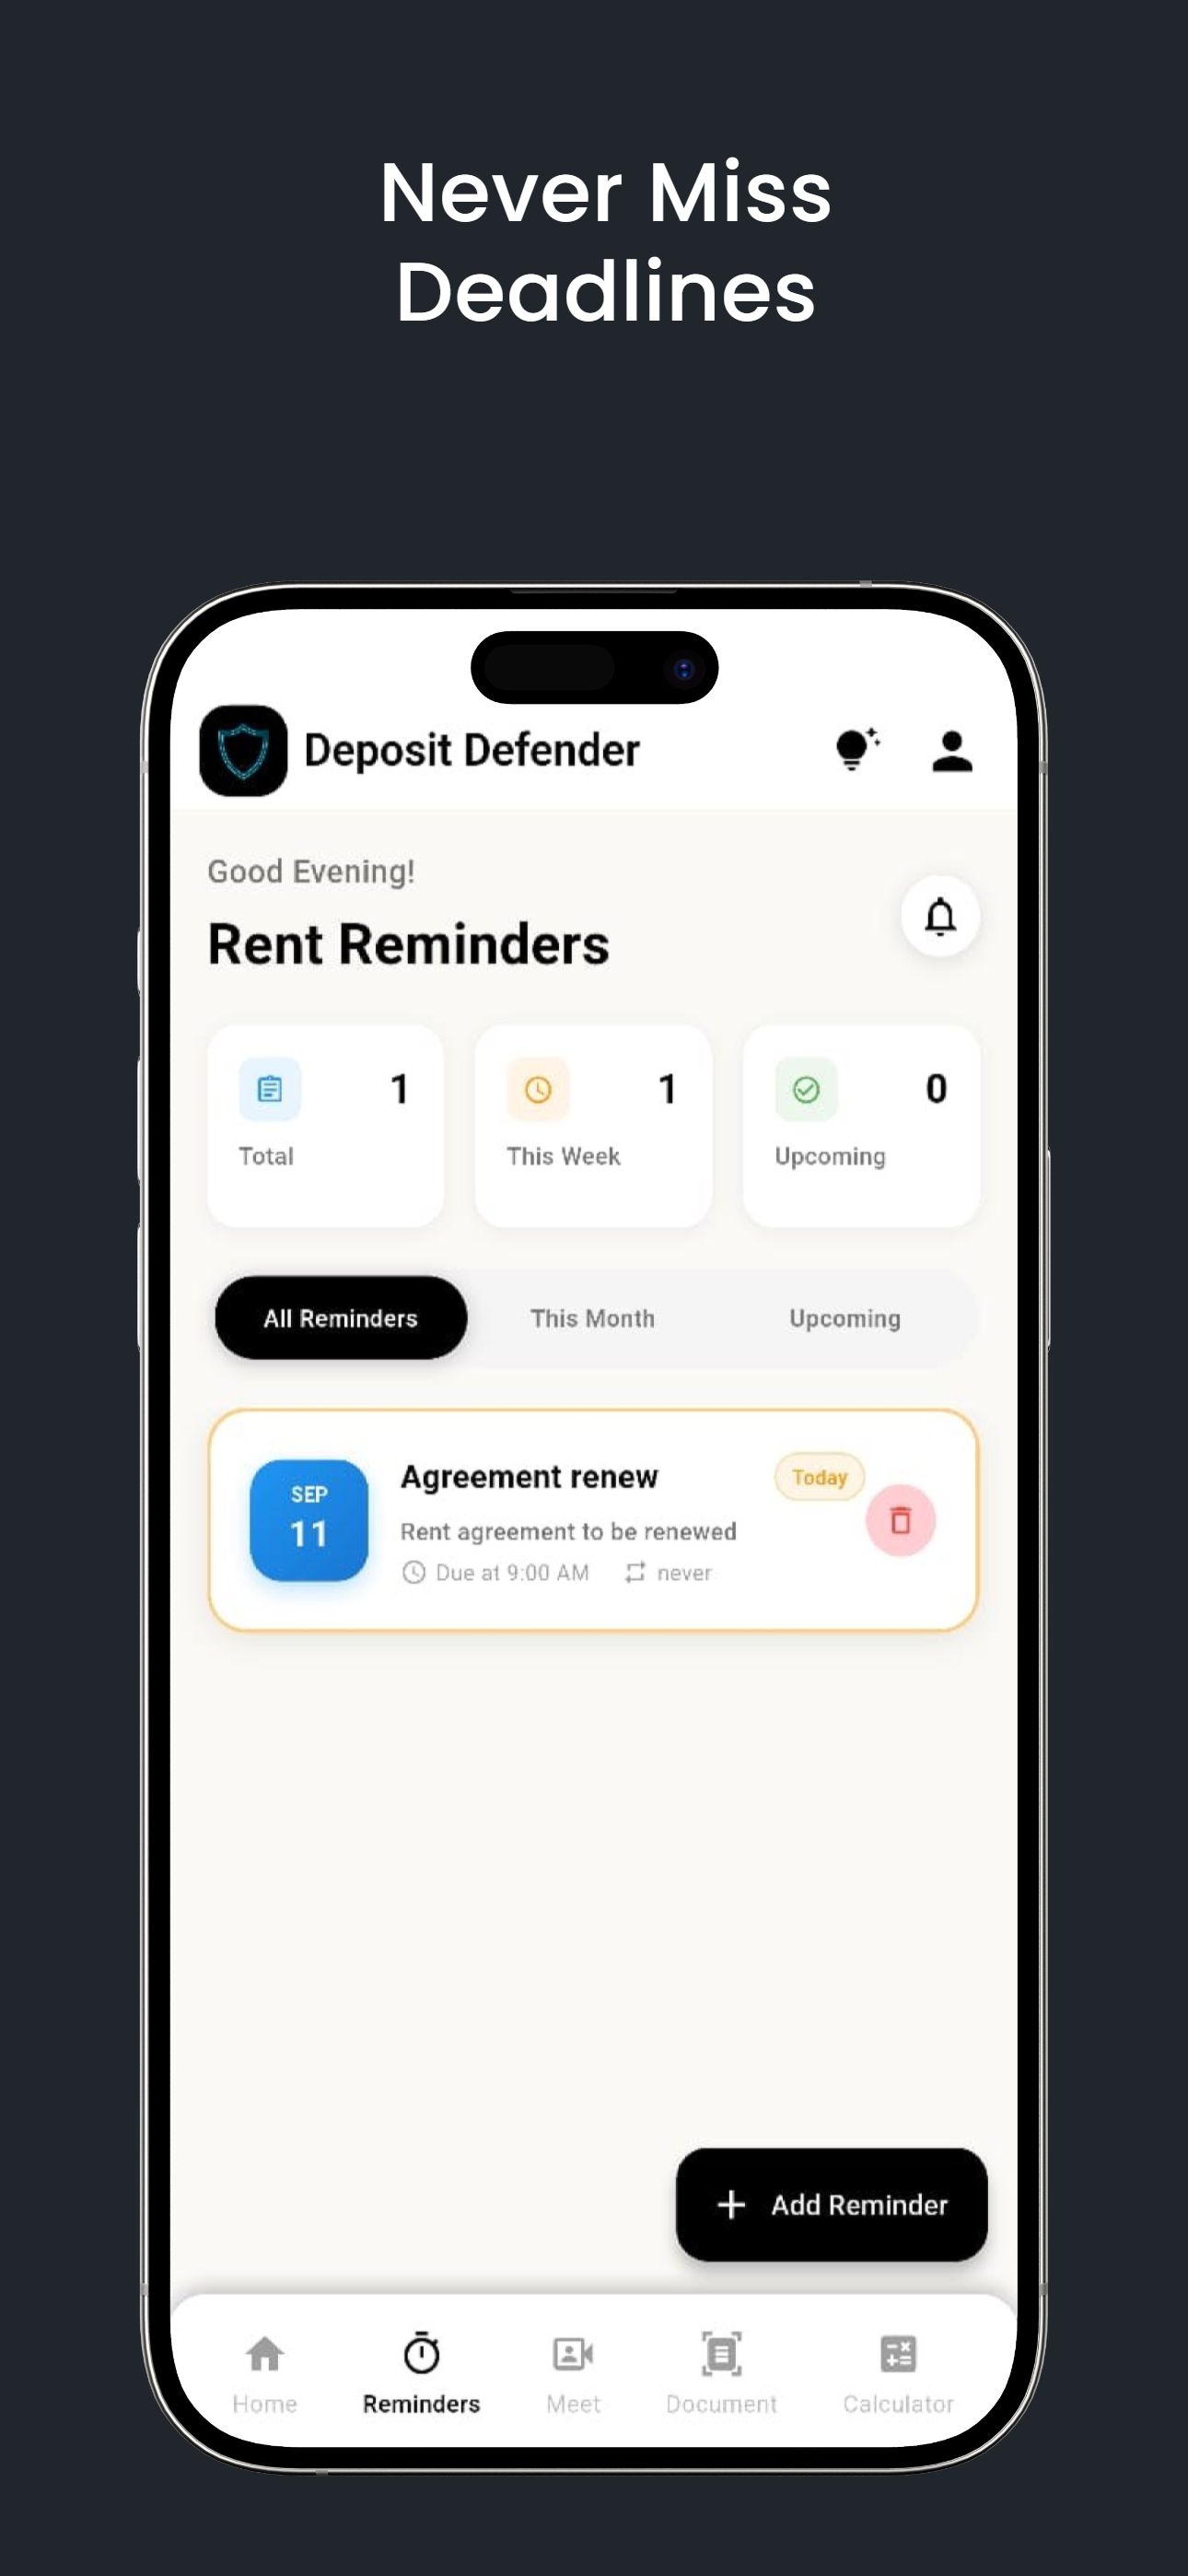 Never Miss
Deadlines
Deposit Defender
Good Evening!
Rent Reminders
1
1
0
Total
This Week
Upcoming
All Reminders
This Month
Upcoming
SEP
11
Agreement renew
Today
Rent agreement to be renewed
Due at 9:00 AM
never
+ Add Reminder
Home
Reminders
Meet
Document
Calculator